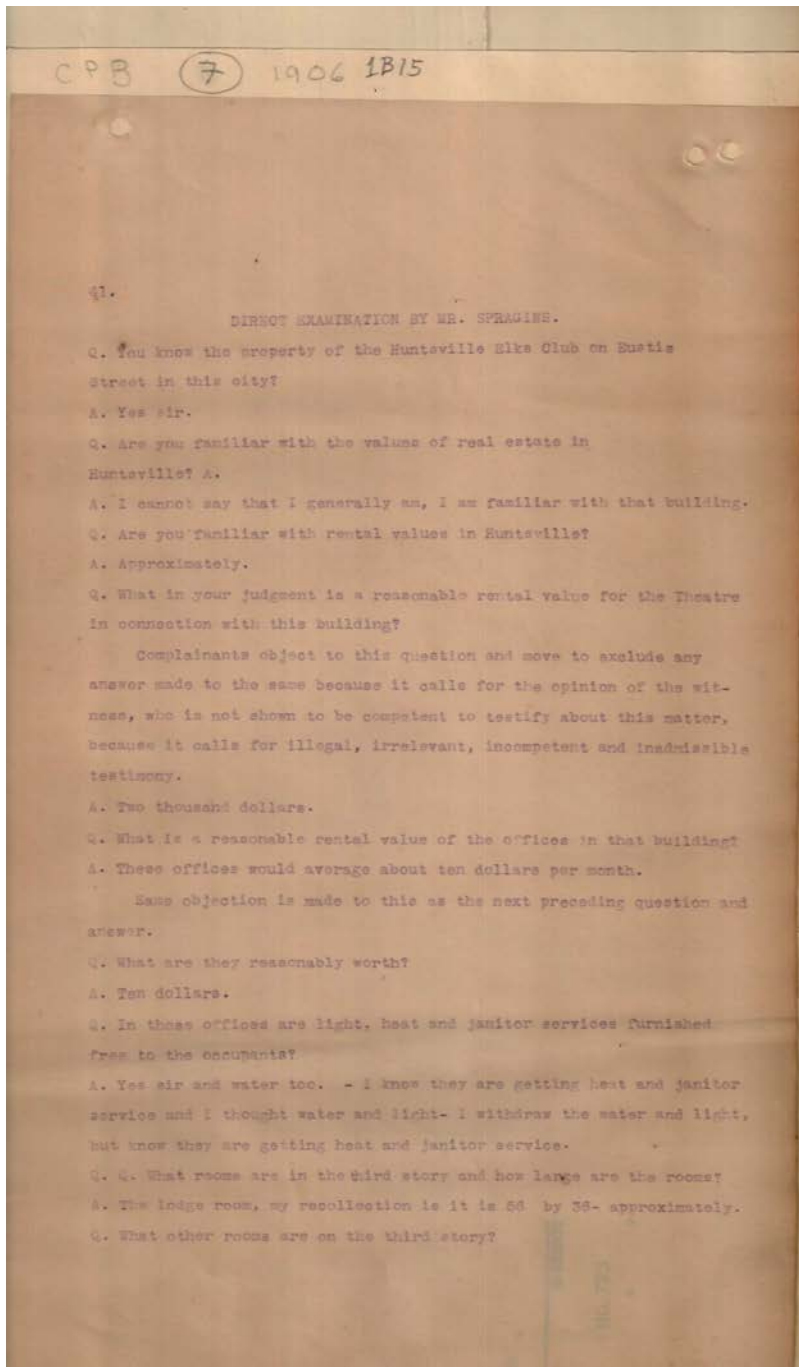 CPB 7 1906 1B15
41.
DIRECT EXAMINATION BY MR. SPRAGINS.
Q. You know the property of the Huntsville Elks Club on Eustis
Street in this city?
A. Yes sir.
Q. Are you familiar with the values of real estate in
Huntsville? A.
A. I cannot say that I generally am, I am familiar with that building.
Q. Are you familiar with rental values in Huntsville?
A. Approximately.
Q. What in your judgment is a reasonable rental value for the Theatre
in connection with this building?
Complainants object to this question and move to exclude any
answer made to the same because it calls for the opinion of the wit-
ness, who is not shown to be competent to testify about this matter,
because it calls for illegal, irrelevant, incompetent and inadmissible
testimony.
A. Two thousand dollars.
Q. What is a reasonable rental value of the offices in that building?
A. These offices would average about ten dollars per month.
Same objection is made to this as the next preceding question and
answer.
Q. What are they reasonably worth?
A. Ten dollars.
Q. In these offices are light, heat and janitor services furnished
free to the occupants?
A. Yes sir and water too. - I know they are getting heat and janitor
service and I thought water and light- I withdraw the water and light,
but know they are getting heat and janitor service.
Q. Q. What rooms are in the third story and how large are the rooms?
A. The lodge room, my recollection is it is 56 by 36- approximately.
Q. What other rooms are on the third story?